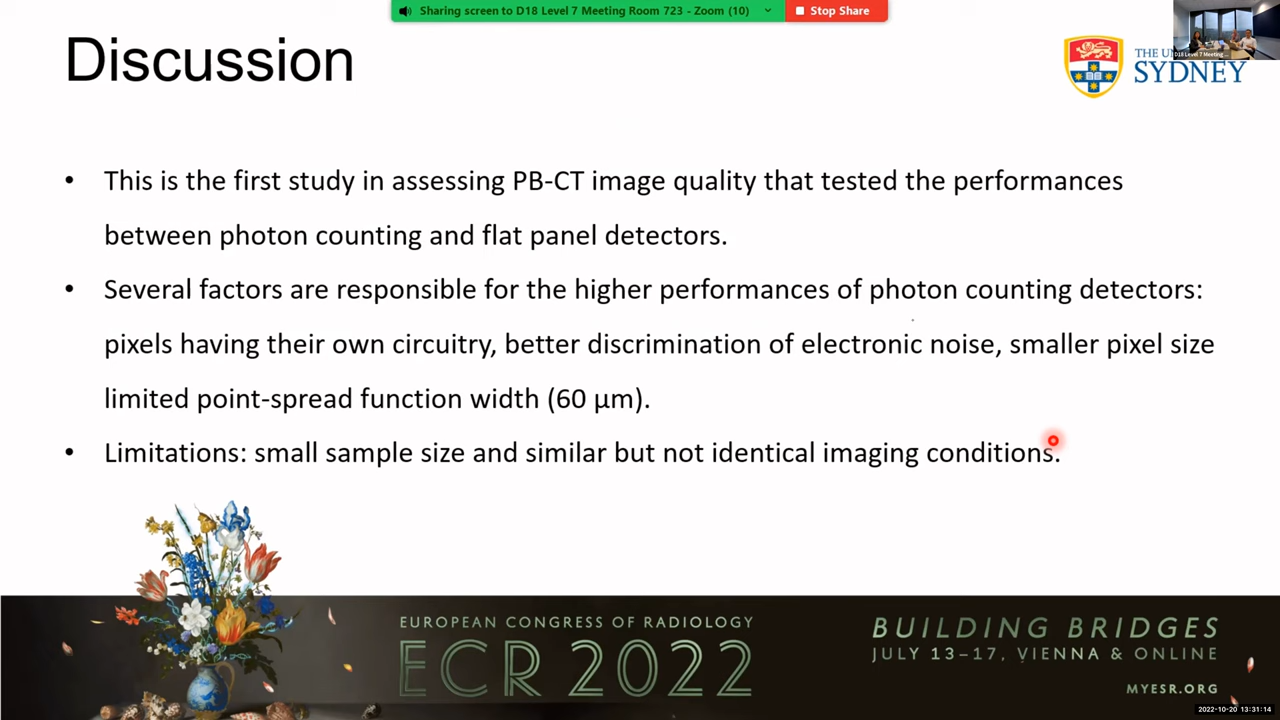 Sharing screen to D18 Level 7 Meeting Room 723 - Zoom (10)
Stop Share
Discussion
THE UN
SYDNEY
D18 Level 7 Meeting
• This is the first study in assessing PB-CT image quality that tested the performances
between photon counting and flat panel detectors.
• Several factors are responsible for the higher performances of photon counting detectors:
pixels having their own circuitry, better discrimination of electronic noise, smaller pixel size
limited point-spread function width (60 µm).
• Limitations: small sample size and similar but not identical imaging conditions.
EUROPEAN CONGRESS OF RADIOLOGY
ECR 2022
BUILDING BRIDGES
JULY 13–17, VIENNA & ONLINE
MYESR.ORG
2022-10-20 13:31:14